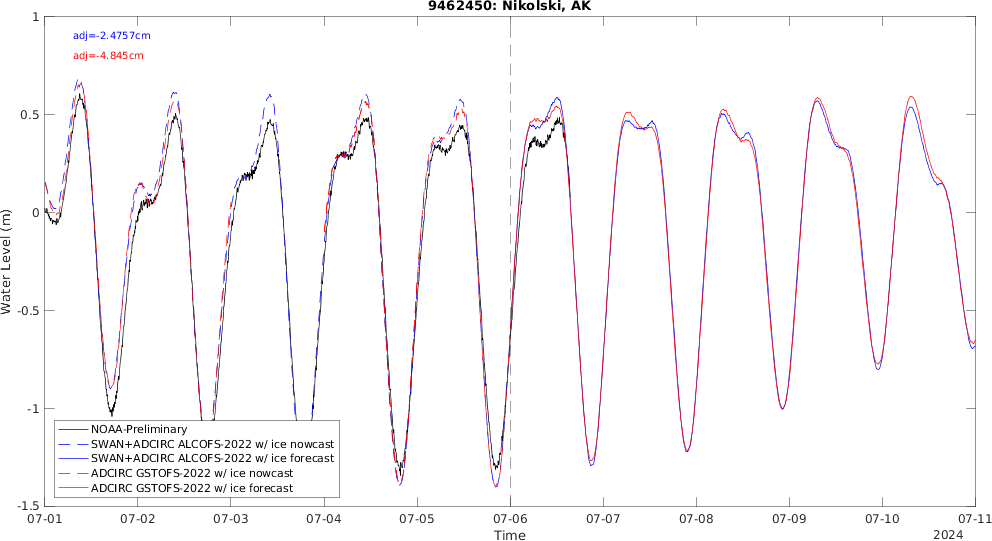 9462450: Nikolski, AK
adj=-2.4757cm
adj=-4.845cm
Water Level (m)
1
0.5
0
-0.5
-1
-1.5
NOAA-Preliminary
SWAN+ADCIRC ALCOFS-2022 w/ ice nowcast
SWAN+ADCIRC ALCOFS-2022 w/ ice forecast
ADCIRC GSTOFS-2022 w/ ice nowcast
ADCIRC GSTOFS-2022 w/ ice forecast
07-01 07-02 07-03 07-04 07-05 07-06 07-07 07-08 07-09 07-10 07-11
Time
2024